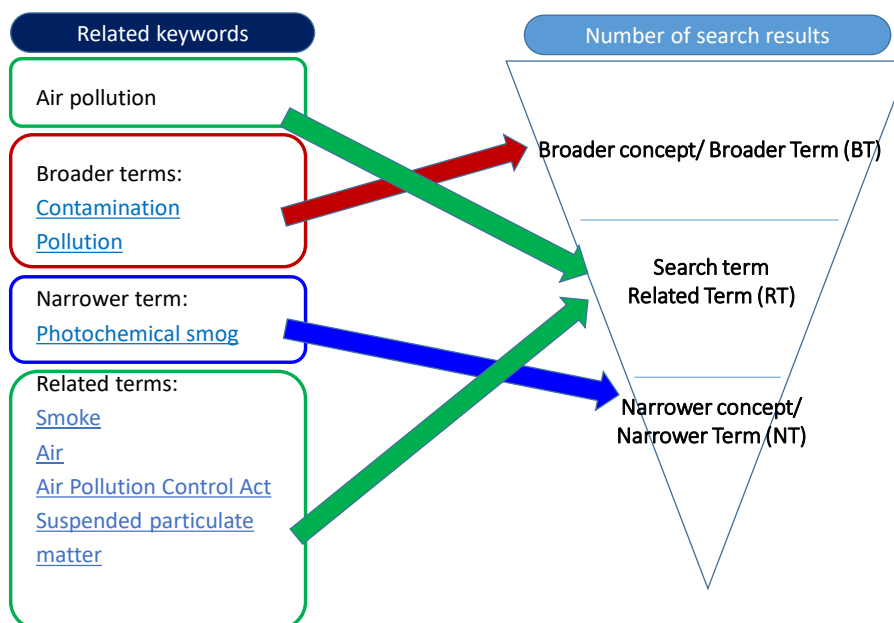 Related keywords
Air pollution
Broader terms:
Contamination
Pollution
Narrower term:
Photochemical smog
Related terms:
Smoke
Air
Air Pollution Control Act
Suspended particulate
matter
Number of search results
Broader concept/ Broader Term (BT)
Search term
Related Term (RT)
Narrower concept/
Narrower Term (NT)